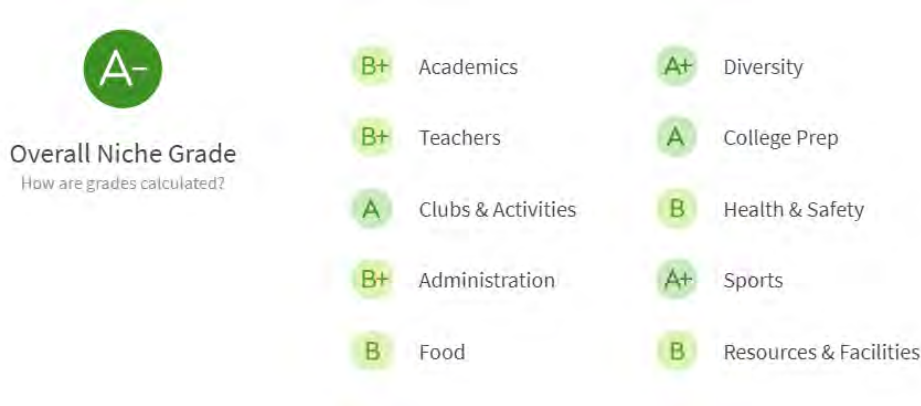 A-
Overall Niche Grade
How are grades calculated?
B+ Academics
B+ Teachers
A Clubs & Activities
B+ Administration
B Food
A+ Diversity
A College Prep
B Health & Safety
A+ Sports
B Resources & Facilities